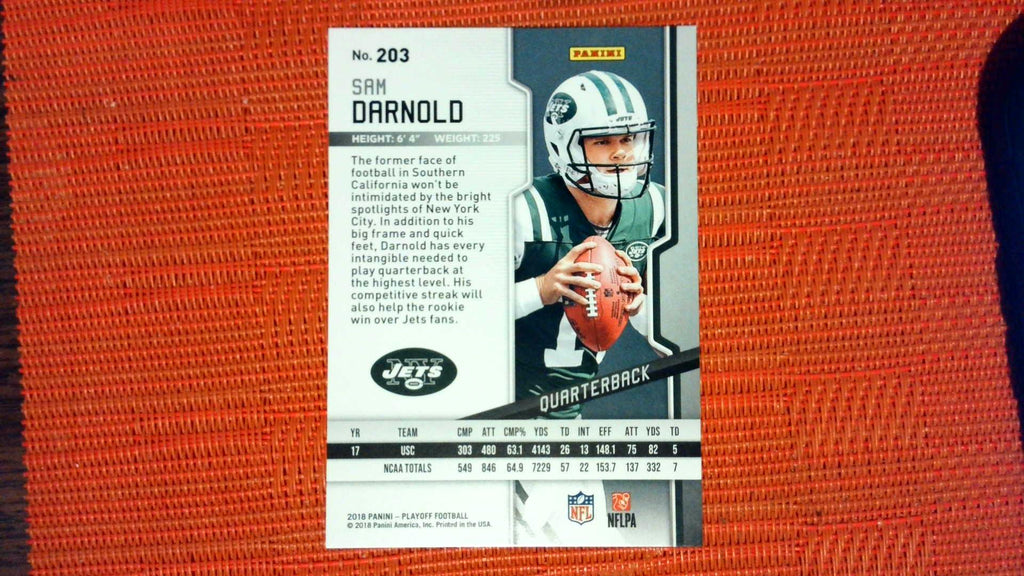 No. 203
PANINI
SAM
DARNOLD
HEIGHT: 6' 4" WEIGHT: 225
The former face of
football in Southern
California won't be
intimidated by the bright
spotlights of New York
City. In addition to his
big frame and quick
feet, Darnold has every
intangible needed to
play quarterback at
the highest level. His
competitive streak will
also help the rookie
win over Jets fans.
JETS
JETS
NY
JETS
QUARTERBACK
YR TEAM CMP ATT CMP% YDS TD INT EFF ATT YDS TD
17 USC 303 480 63.1 4143 26 13 148.1 75 82 5
NCAA TOTALS 549 846 64.9 7229 57 22 153.7 137 332 7
2018 PANINI – PLAYOFF FOOTBALL
© 2018 Panini America, Inc. Printed in the USA.
NFL
NFLPA